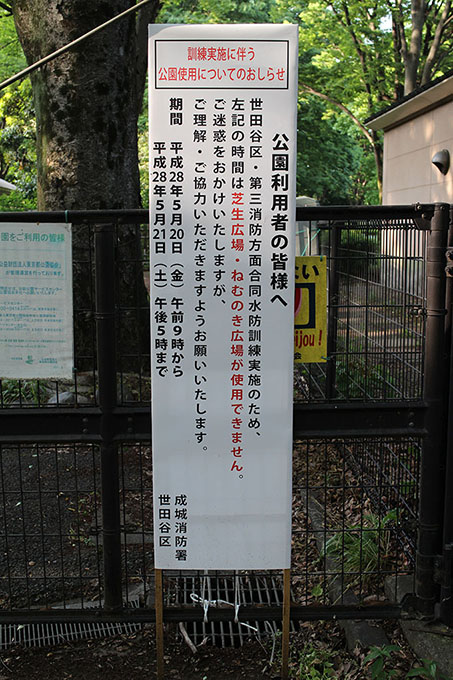 訓練実施に伴う
公園使用についてのおしらせ
公園利用者の皆様へ
世田谷区・第三消防方面合同水防訓練実施のため、
左記の時間は芝生広場・ねむのき広場が使用できません。
ご迷惑をおかけいたしますが、
ご理解・ご協力いただきますようお願いいたします。
期間 平成28年5月20日（金）午前9時から
平成28年5月21日（土）午後5時まで
成城消防署
世田谷区
園をご利用の皆様